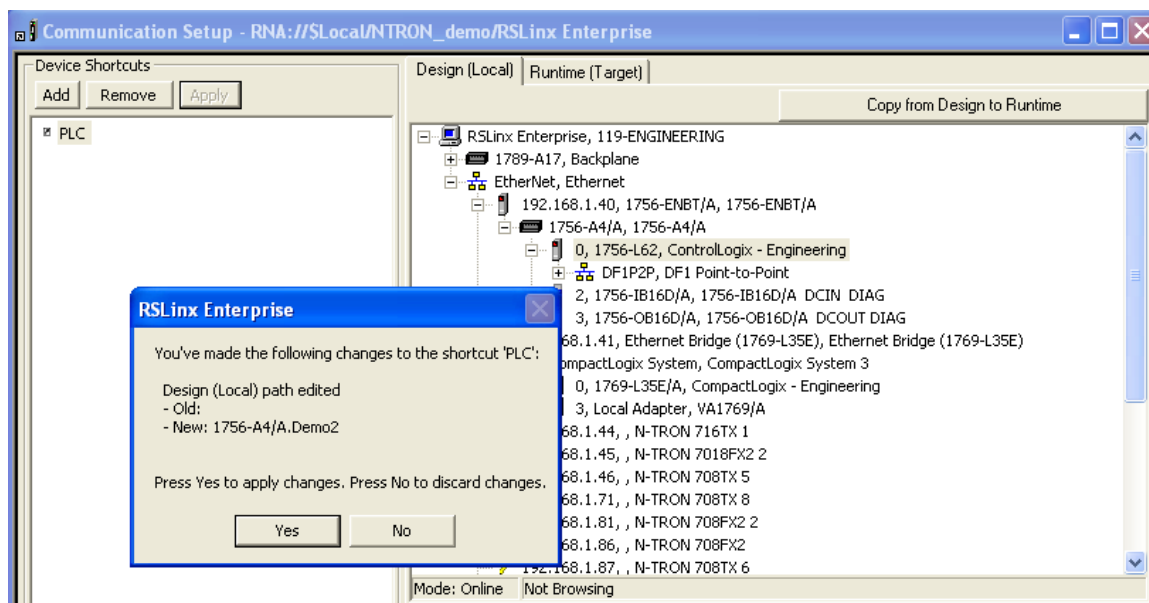 Communication Setup - RNA://$Local/NTRON_demo/RSLinx Enterprise
Device Shortcuts
Add Remove Apply
PLC
Design (Local) Runtime (Target)
Copy from Design to Runtime
RSLinx Enterprise, 119-ENGINEERING
1789-A17, Backplane
EtherNet, Ethernet
192.168.1.40, 1756-ENBT/A, 1756-ENBT/A
1756-A4/A, 1756-A4/A
0, 1756-L62, ControlLogix - Engineering
DF1P2P, DF1 Point-to-Point
2, 1756-IB16D/A, 1756-IB16D/A DCIN DIAG
3, 1756-OB16D/A, 1756-OB16D/A DCOUT DIAG
68.1.41, Ethernet Bridge (1769-L35E), Ethernet Bridge (1769-L35E)
ompactLogix System, CompactLogix System 3
0, 1769-L35E/A, CompactLogix - Engineering
3, Local Adapter, VA1769/A
68.1.44, , N-TRON 716TX 1
68.1.45, , N-TRON 7018FX2 2
68.1.46, , N-TRON 708TX 5
68.1.71, , N-TRON 708TX 8
68.1.81, , N-TRON 708FX2 2
68.1.86, , N-TRON 708FX2
192.168.1.87, , N-TRON 708TX 6
Mode: Online Not Browsing
RSLinx Enterprise
You've made the following changes to the shortcut 'PLC':
Design (Local) path edited
- Old:
- New: 1756-A4/A.Demo2
Press Yes to apply changes. Press No to discard changes.
Yes No